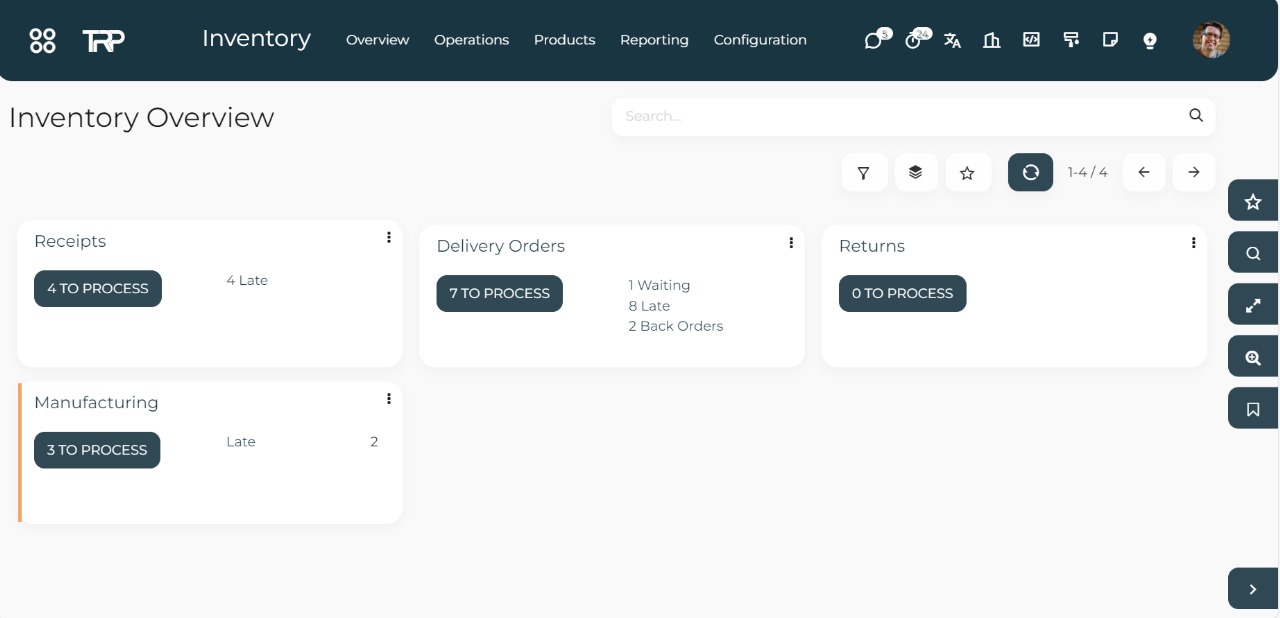 TRP
Inventory
Overview
Operations
Products
Reporting
Configuration
5
24
Inventory Overview
Search...
1-4 / 4
Receipts
4 TO PROCESS
4 Late
Delivery Orders
7 TO PROCESS
1 Waiting
8 Late
2 Back Orders
Returns
0 TO PROCESS
Manufacturing
3 TO PROCESS
Late 2